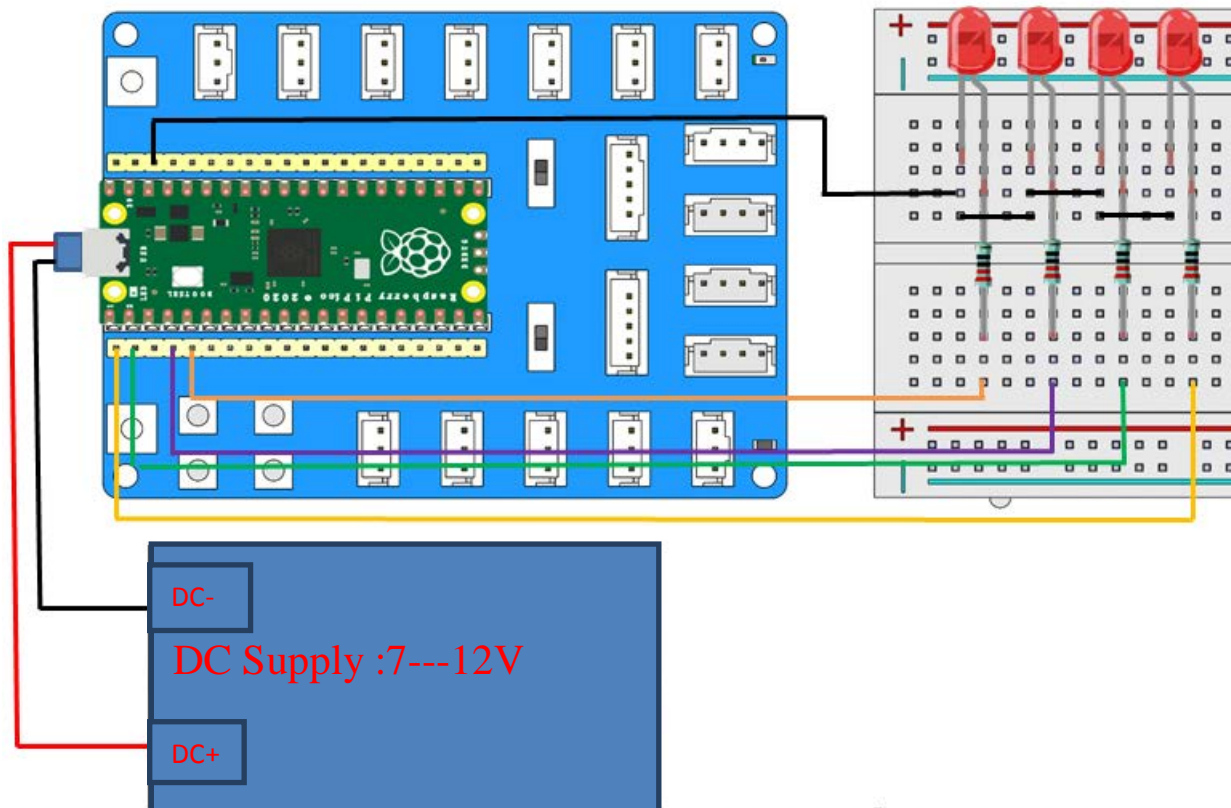 BOOTSEL
Raspberry Pi Pico © 2020
DC-
DC Supply :7---12V
DC+